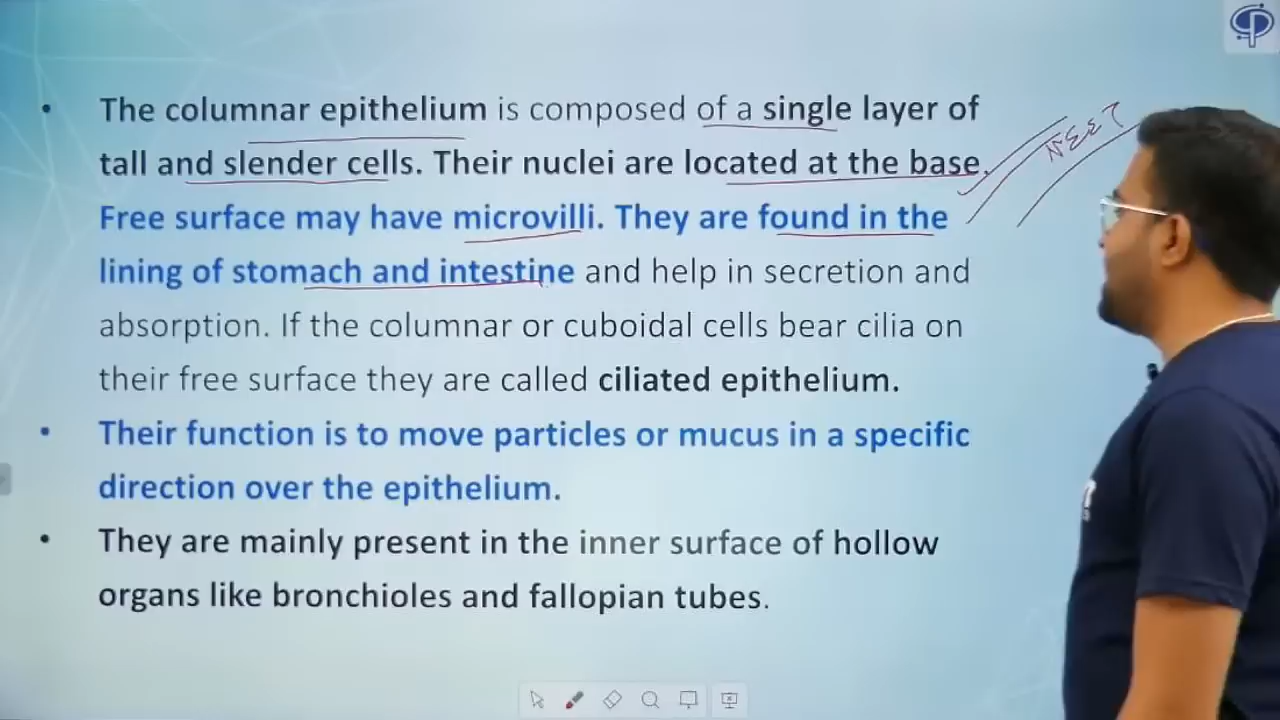 • The columnar epithelium is composed of a single layer of
tall and slender cells. Their nuclei are located at the base.
Free surface may have microvilli. They are found in the
lining of stomach and intestine and help in secretion and
absorption. If the columnar or cuboidal cells bear cilia on
their free surface they are called ciliated epithelium.
• Their function is to move particles or mucus in a specific
direction over the epithelium.
• They are mainly present in the inner surface of hollow
organs like bronchioles and fallopian tubes.
NEET